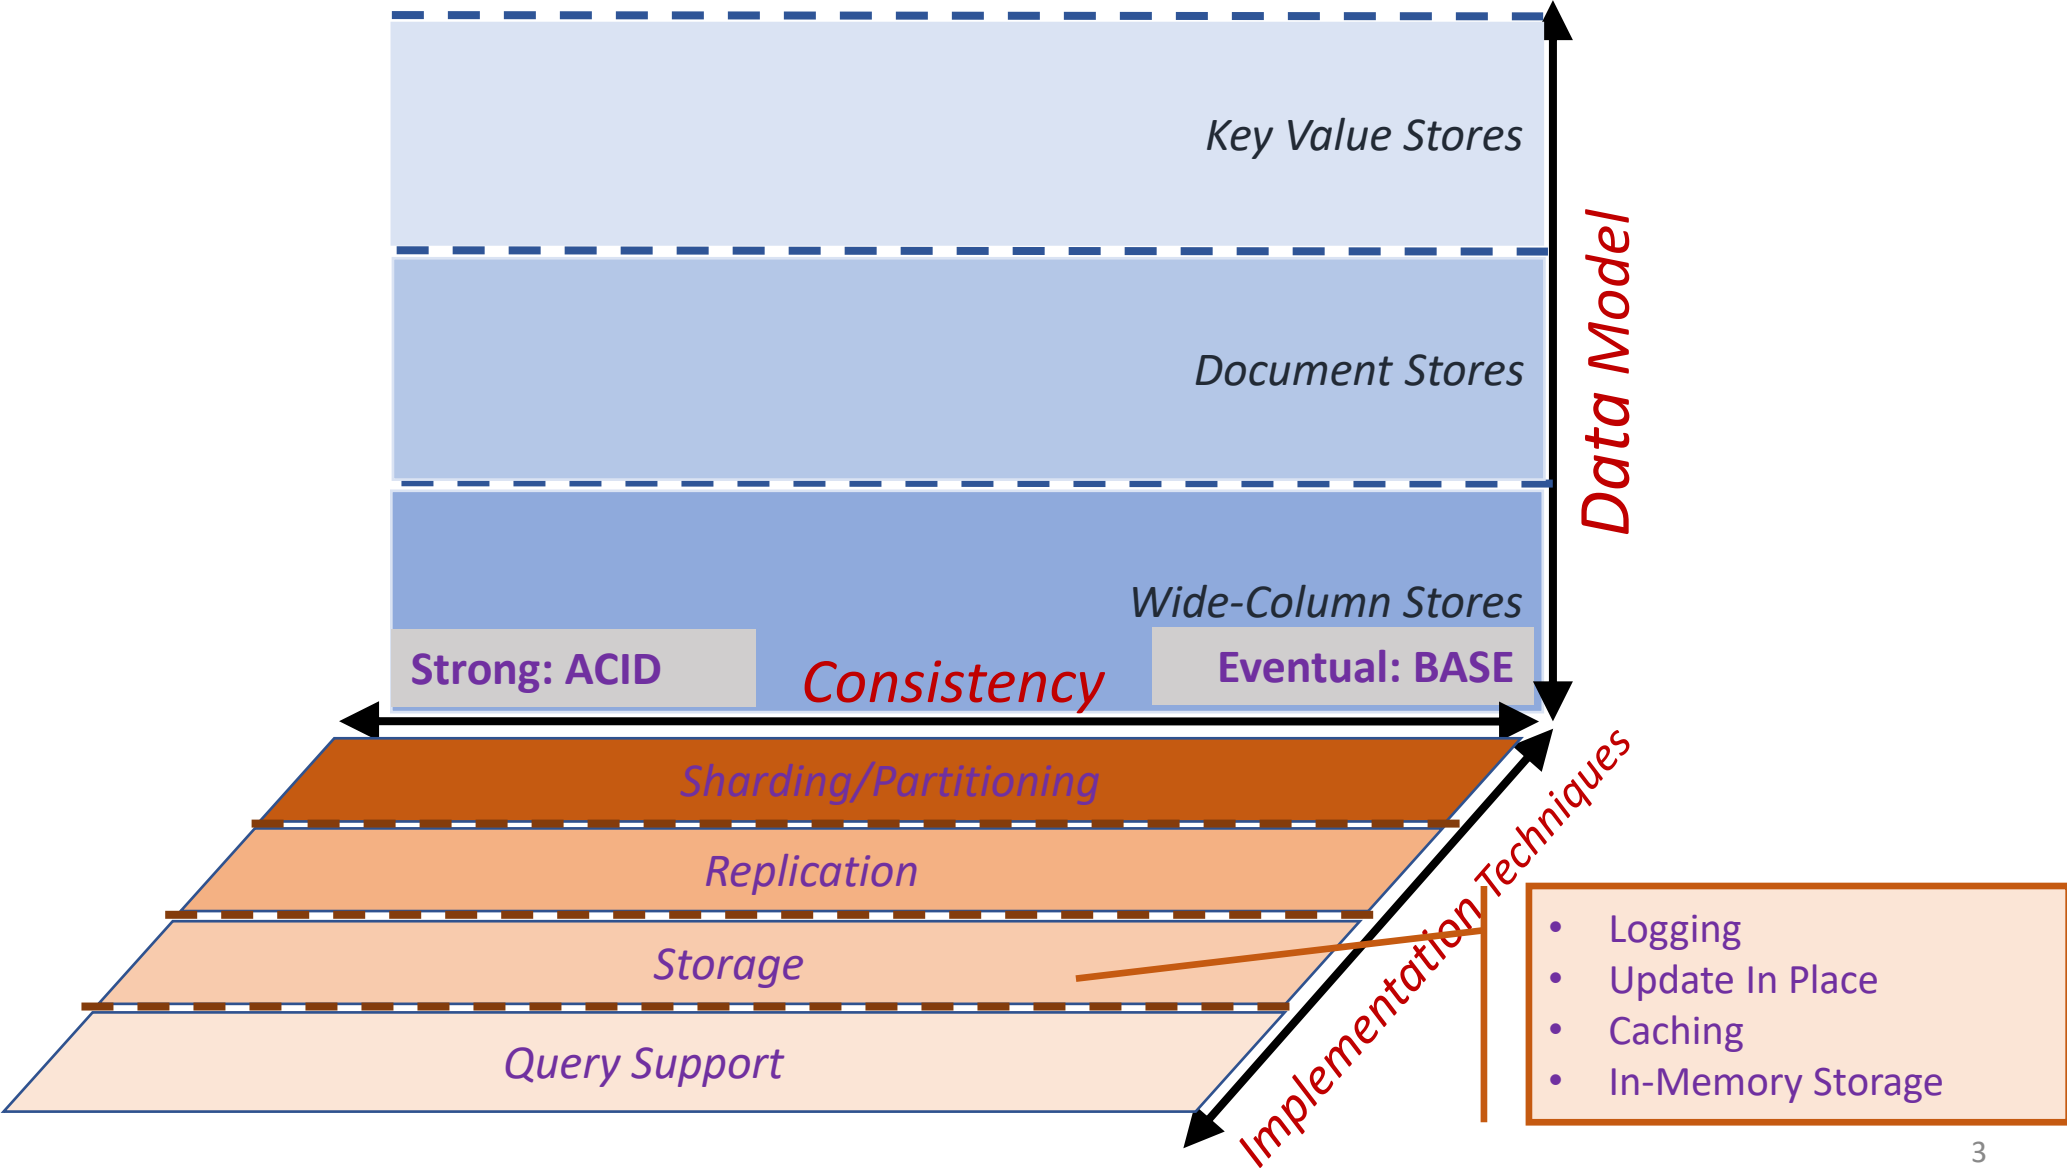 Key Value Stores
Document Stores
Data Model
Wide-Column Stores
Strong: ACID
Consistency
Eventual: BASE
Sharding/Partitioning
Replication
Storage
Query Support
Implementation Techniques
• Logging
• Update In Place
• Caching
• In-Memory Storage
3